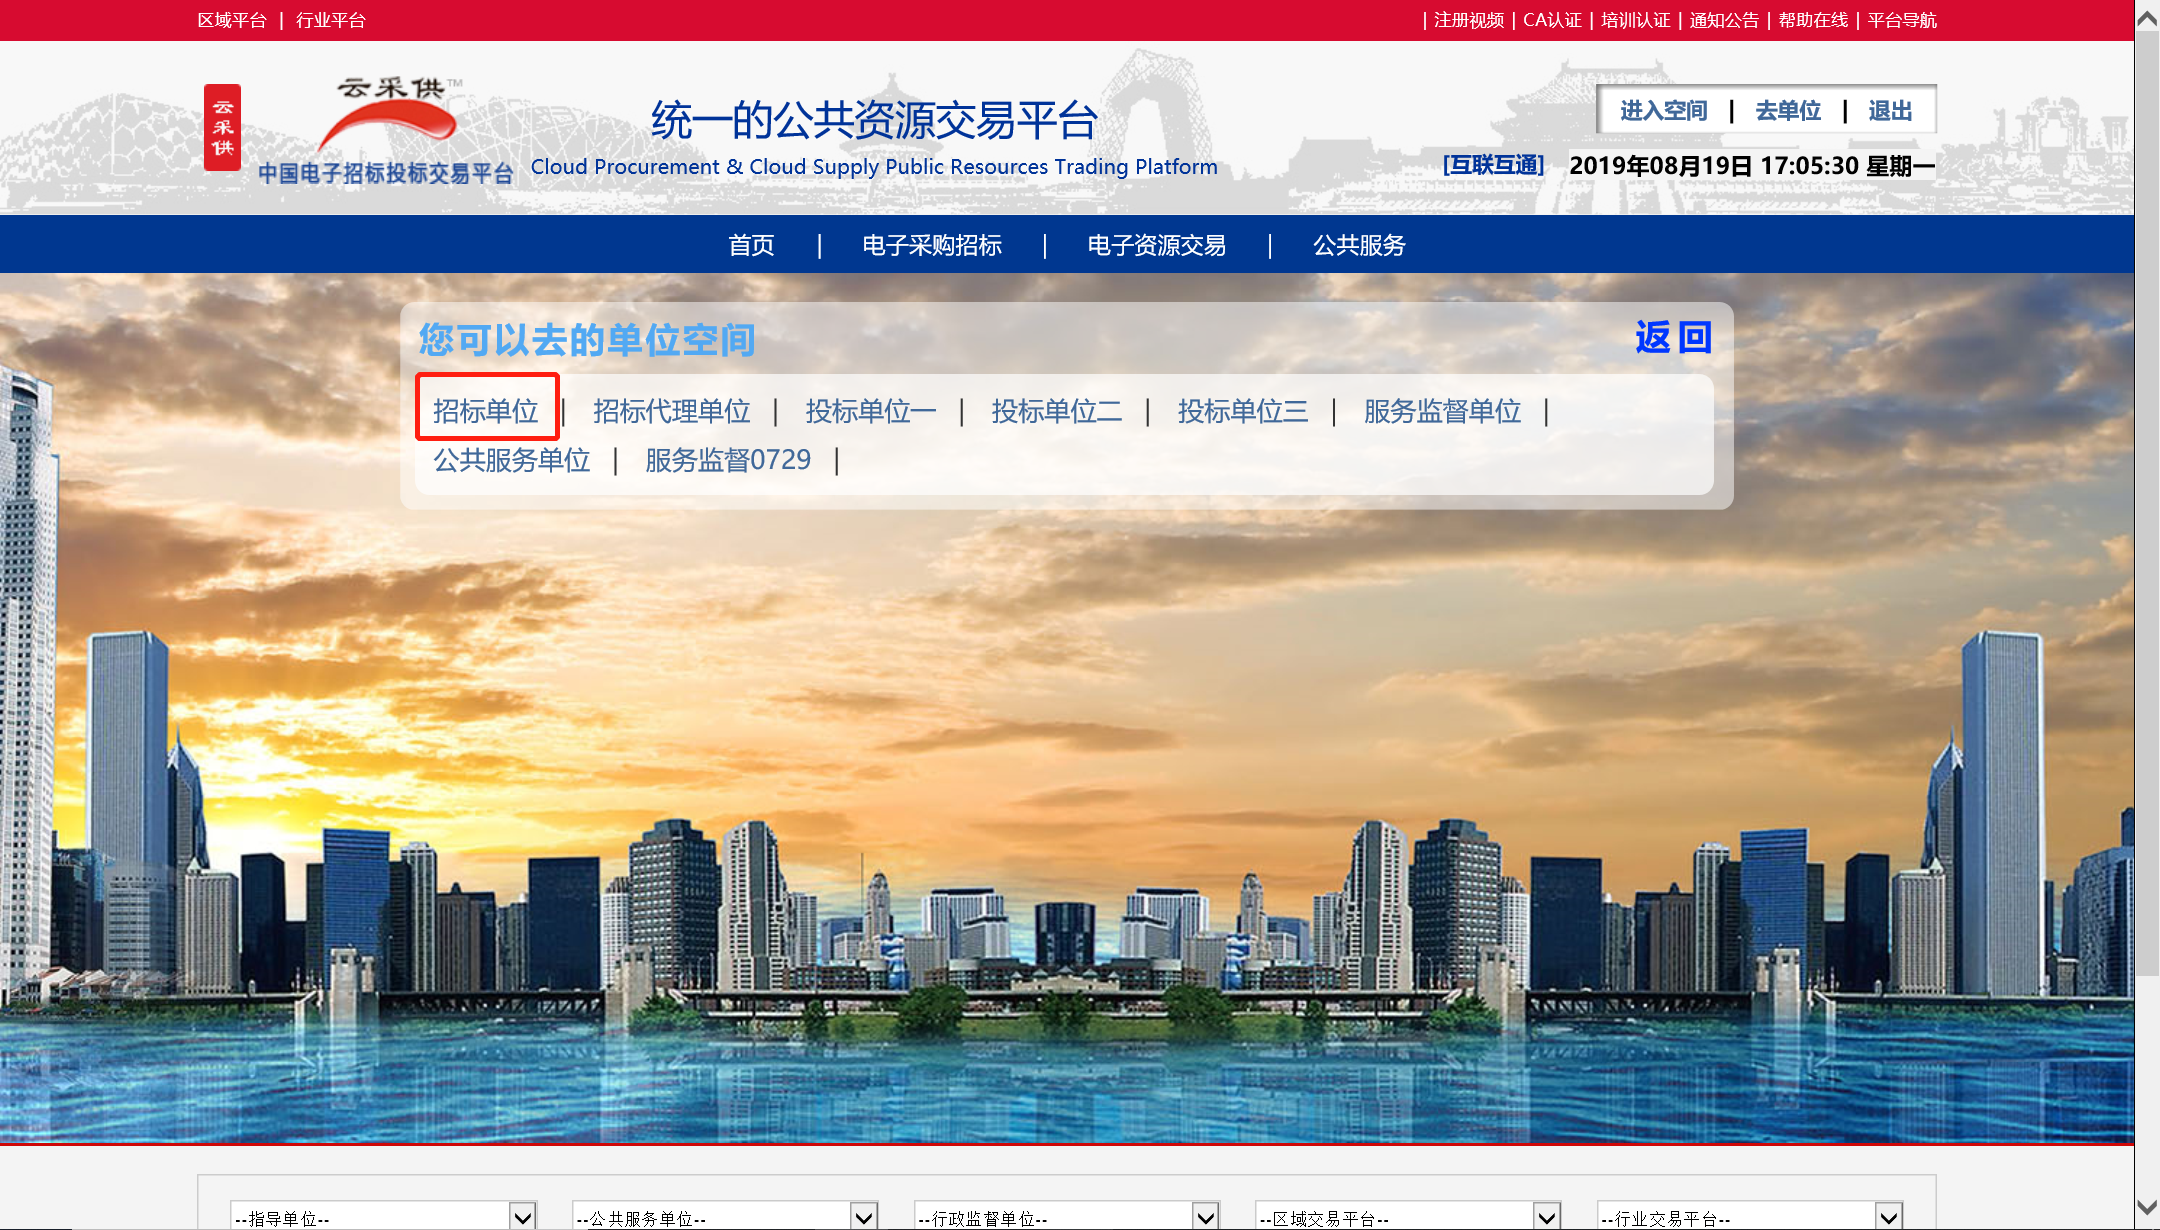 区域平台 | 行业平台
| 注册视频 | CA认证 | 培训认证 | 通知公告 | 帮助在线 | 平台导航
云采供
云采供™
中国电子招标投标交易平台
统一的公共资源交易平台
Cloud Procurement & Cloud Supply Public Resources Trading Platform
进入空间 | 去单位 | 退出
[互联互通] 2019年08月19日 17:05:30 星期一
首页 | 电子采购招标 | 电子资源交易 | 公共服务
您可以去的单位空间
返回
招标单位 | 招标代理单位 | 投标单位一 | 投标单位二 | 投标单位三 | 服务监督单位 |
公共服务单位 | 服务监督0729 |
--指导单位-- --公共服务单位-- --行政监督单位-- --区域交易平台-- --行业交易平台--